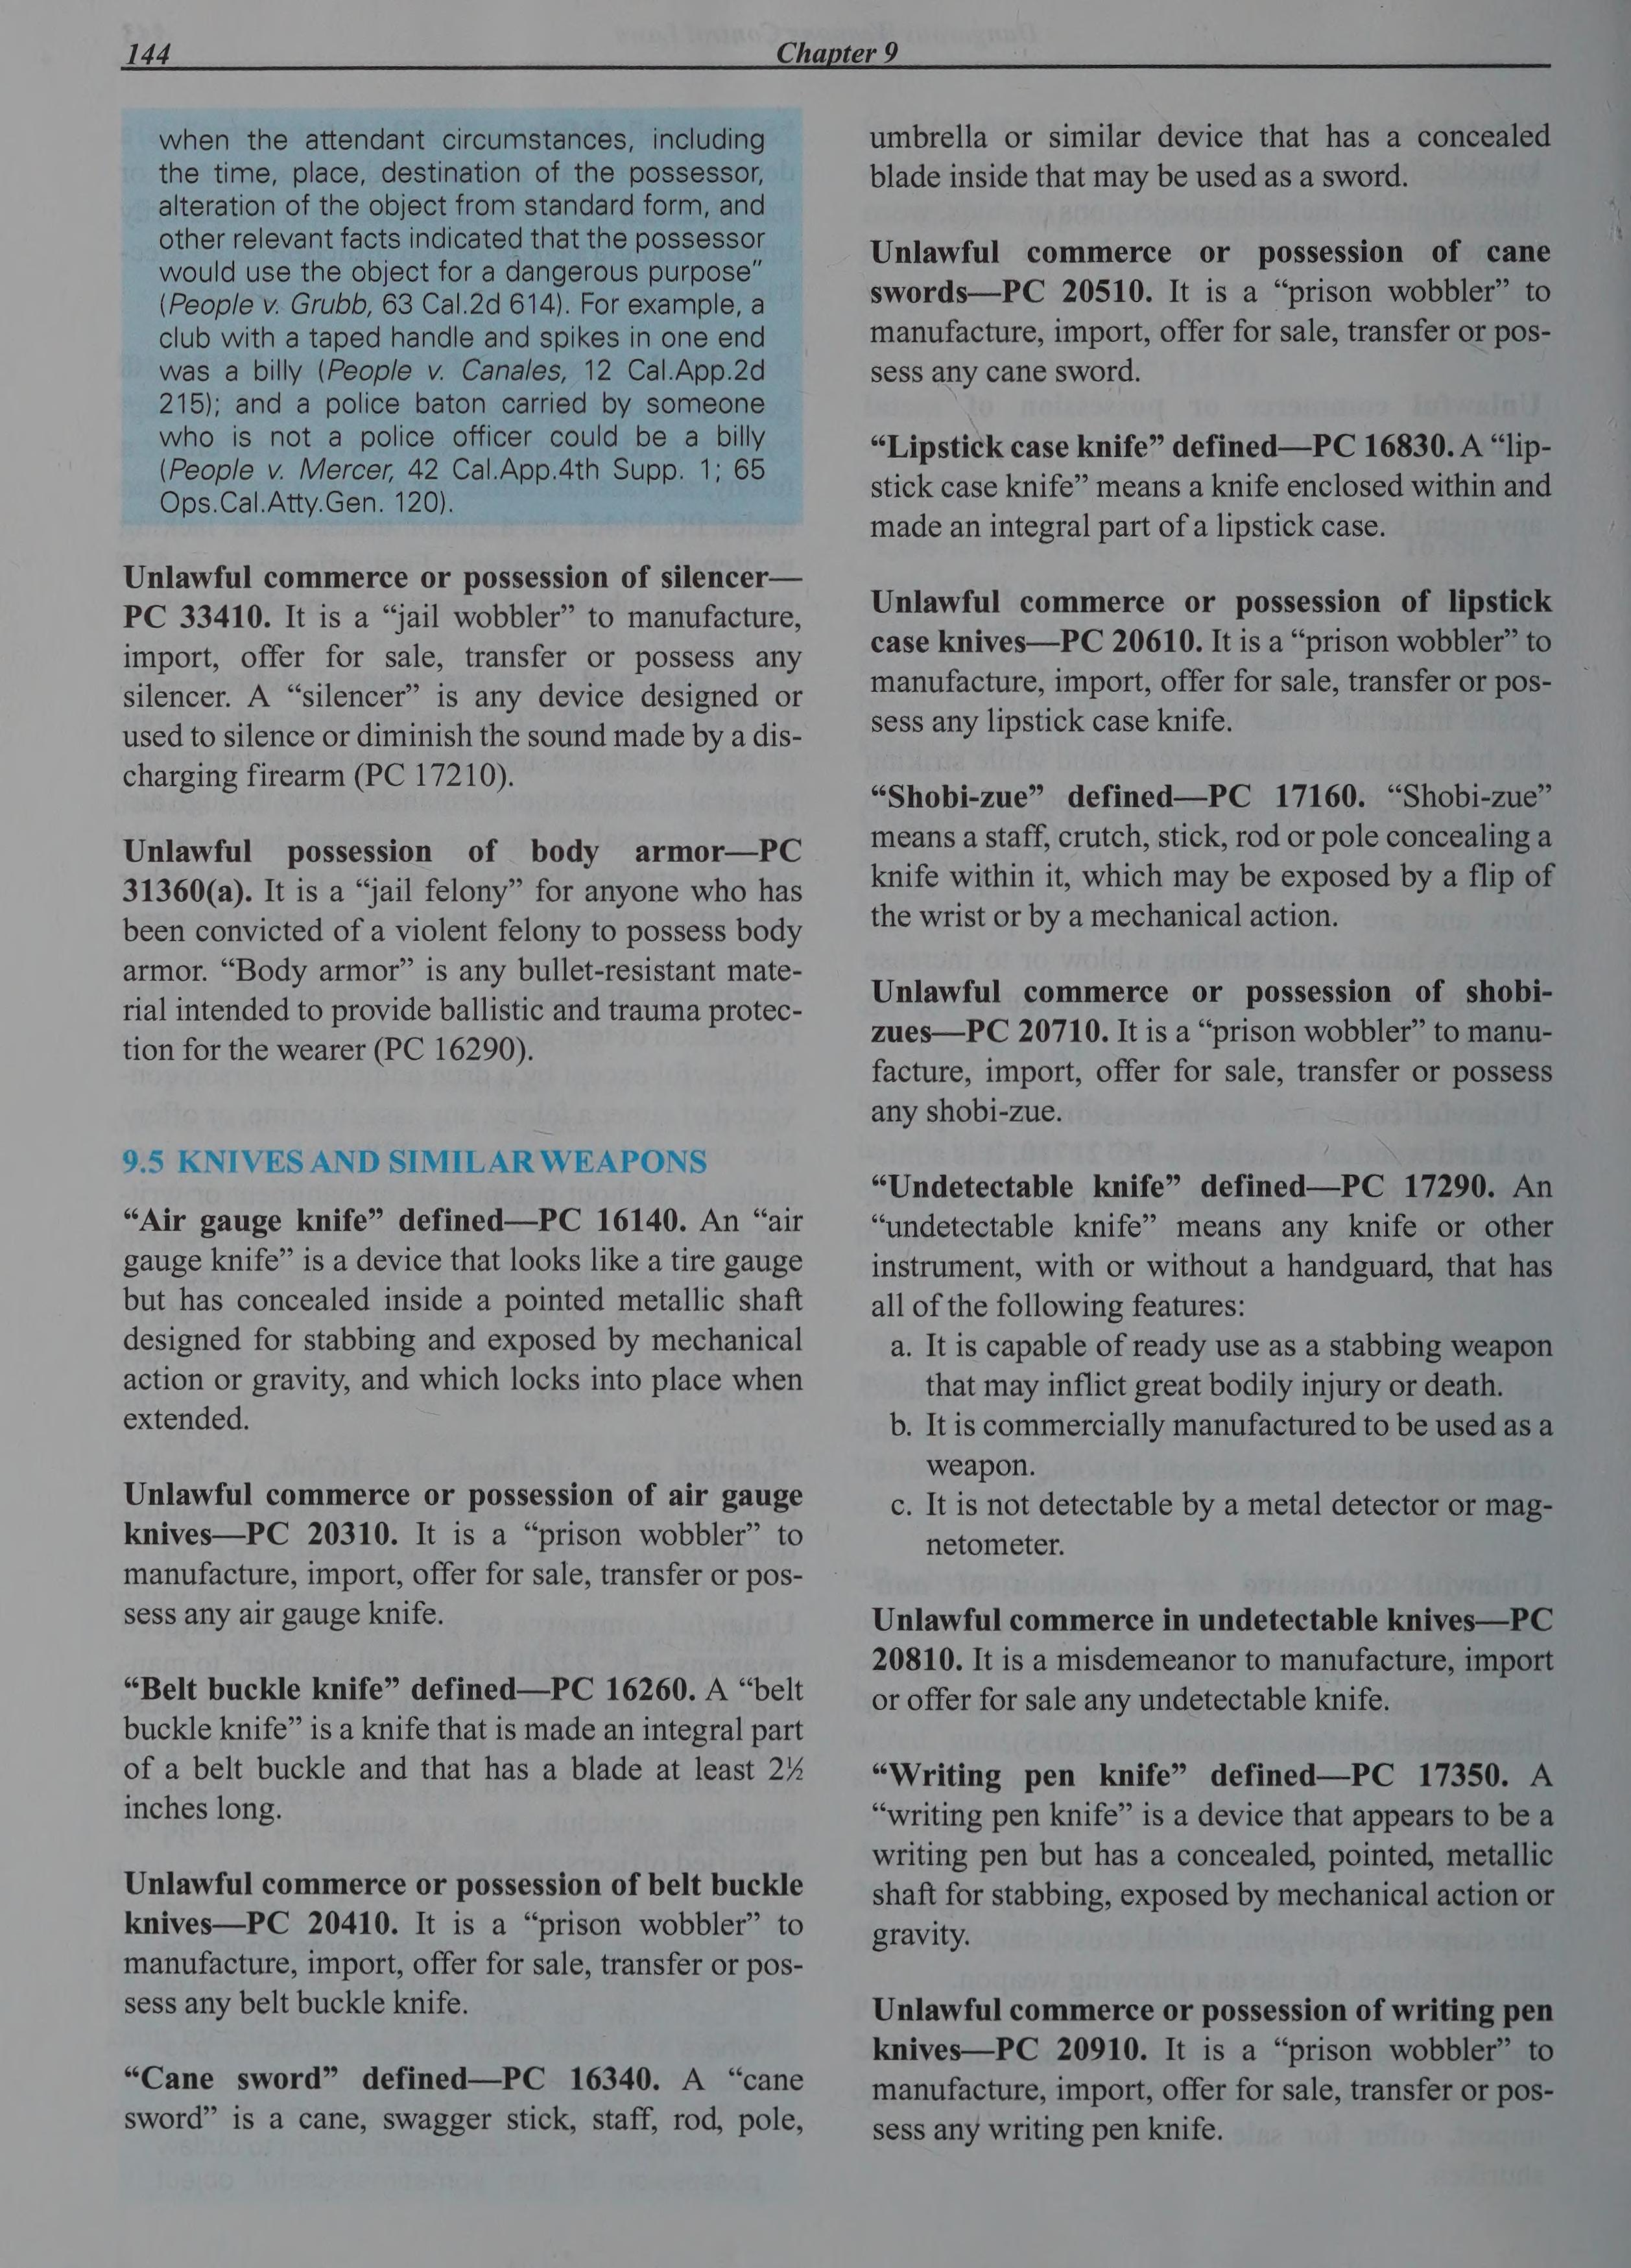 144
Chapter 9
when the attendant circumstances, including
the time, place, destination of the possessor,
alteration of the object from standard form, and
other relevant facts indicated that the possessor
would use the object for a dangerous purpose”
(People v. Grubb, 63 Cal.2d 614). For example, a
club with a taped handle and spikes in one end
was a billy (People v. Canales, 12 Cal.App.2d
215); and a police baton carried by someone
who is not a police officer could be a billy
(People v. Mercer, 42 Cal.App.4th Supp. 1; 65
Ops.Cal.Atty.Gen. 120).
Unlawful commerce or possession of silencer—
PC 33410. It is a “jail wobbler” to manufacture,
import, offer for sale, transfer or possess any
silencer. A “silencer” is any device designed or
used to silence or diminish the sound made by a dis-
charging firearm (PC 17210).
Unlawful possession of body armor—PC
31360(a). It is a “jail felony” for anyone who has
been convicted of a violent felony to possess body
armor. “Body armor” is any bullet-resistant mate-
rial intended to provide ballistic and trauma protec-
tion for the wearer (PC 16290).
9.5 KNIVES AND SIMILAR WEAPONS
“Air gauge knife” defined—PC 16140. An “air
gauge knife” is a device that looks like a tire gauge
but has concealed inside a pointed metallic shaft
designed for stabbing and exposed by mechanical
action or gravity, and which locks into place when
extended.
Unlawful commerce or possession of air gauge
knives—PC 20310. It is a “prison wobbler” to
manufacture, import, offer for sale, transfer or pos-
sess any air gauge knife.
“Belt buckle knife” defined—PC 16260. A “belt
buckle knife” is a knife that is made an integral part
of a belt buckle and that has a blade at least 2½
inches long.
Unlawful commerce or possession of belt buckle
knives—PC 20410. It is a “prison wobbler” to
manufacture, import, offer for sale, transfer or pos-
sess any belt buckle knife.
“Cane sword” defined—PC 16340. A “cane
sword” is a cane, swagger stick, staff, rod, pole,
umbrella or similar device that has a concealed
blade inside that may be used as a sword.
Unlawful commerce or possession of cane
swords—PC 20510. It is a “prison wobbler” to
manufacture, import, offer for sale, transfer or pos-
sess any cane sword.
“Lipstick case knife” defined—PC 16830. A “lip-
stick case knife” means a knife enclosed within and
made an integral part of a lipstick case.
Unlawful commerce or possession of lipstick
case knives—PC 20610. It is a “prison wobbler” to
manufacture, import, offer for sale, transfer or pos-
sess any lipstick case knife.
“Shobi-zue” defined—PC 17160. “Shobi-zue”
means a staff, crutch, stick, rod or pole concealing a
knife within it, which may be exposed by a flip of
the wrist or by a mechanical action.
Unlawful commerce or possession of shobi-
zues—PC 20710. It is a “prison wobbler” to manu-
facture, import, offer for sale, transfer or possess
any shobi-zue.
“Undetectable knife” defined—PC 17290. An
“undetectable knife” means any knife or other
instrument, with or without a handguard, that has
all of the following features:
a. It is capable of ready use as a stabbing weapon
that may inflict great bodily injury or death.
b. It is commercially manufactured to be used as a
weapon.
c. It is not detectable by a metal detector or mag-
netometer.
Unlawful commerce in undetectable knives—PC
20810. It is a misdemeanor to manufacture, import
or offer for sale any undetectable knife.
“Writing pen knife” defined—PC 17350. A
“writing pen knife” is a device that appears to be a
writing pen but has a concealed, pointed, metallic
shaft for stabbing, exposed by mechanical action or
gravity.
Unlawful commerce or possession of writing pen
knives—PC 20910. It is a “prison wobbler” to
manufacture, import, offer for sale, transfer or pos-
sess any writing pen knife.